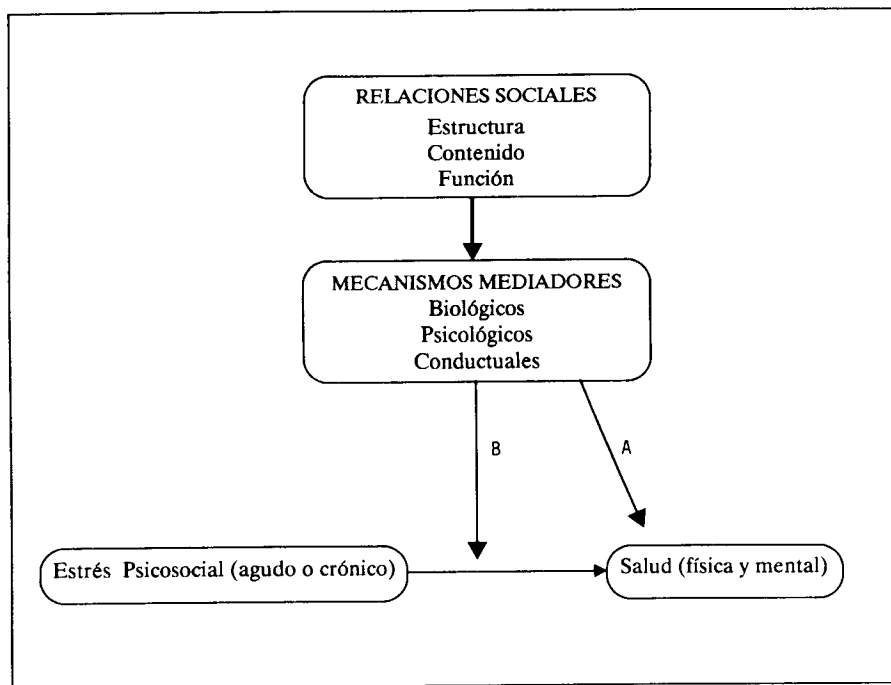 RELACIONES SOCIALES
Estructura
Contenido
Función
MECANISMOS MEDIADORES
Biológicos
Psicológicos
Conductuales
B
A
Estrés Psicosocial (agudo o crónico)
Salud (física y mental)